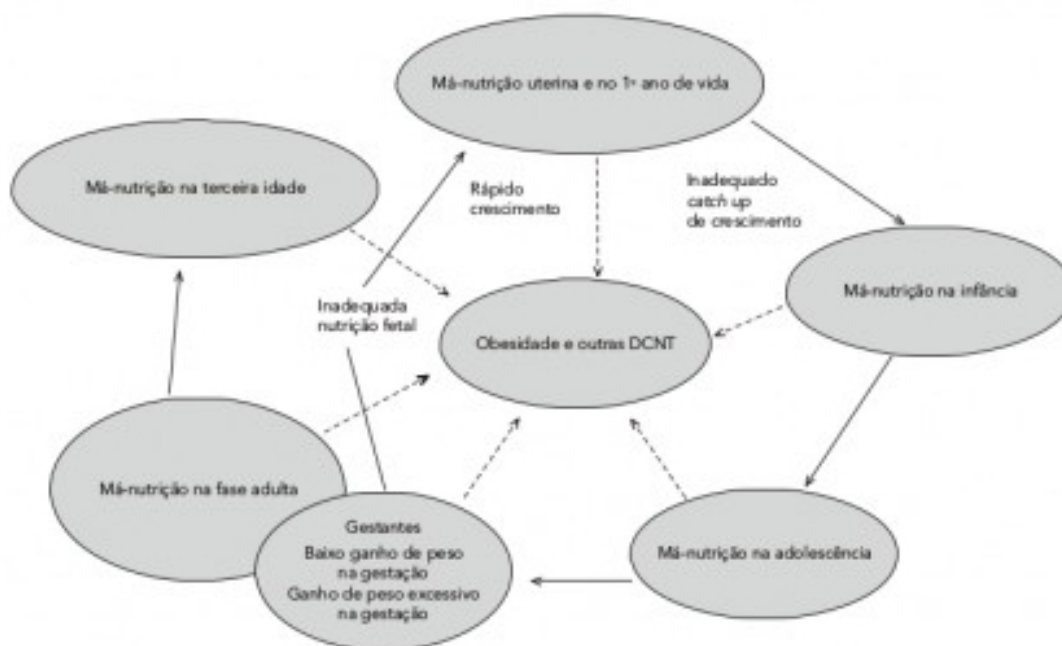 Má-nutrição uterina e no 1º ano de vida
Má-nutrição na terceira idade
Rápido
crescimento
Inadequado
catch up
de crescimento
Má-nutrição na infância
Inadequada
nutrição fetal
Obesidade e outras DCNT
Má-nutrição na fase adulta
Gestantes
Baixo ganho de peso
na gestação
Ganho de peso excessivo
na gestação
Má-nutrição na adolescência